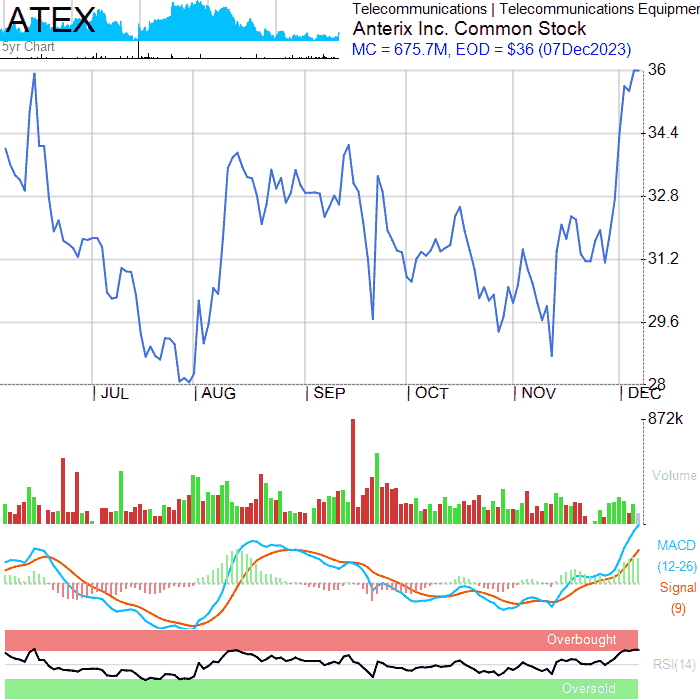 ATEX
5yr Chart
Telecommunications | Telecommunications Equipmen
Anterix Inc. Common Stock
MC = 675.7M, EOD = $36 (07Dec2023)
36
34.4
32.8
31.2
29.6
28
JUL
AUG
SEP
OCT
NOV
DEC
872k
Volume
MACD
(12-26)
Signal
(9)
Overbought
RSI(14)
Oversold